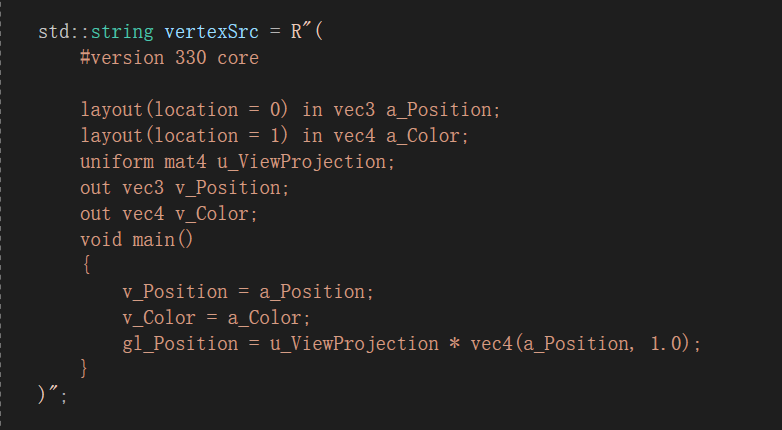 std::string vertexSrc = R"(
#version 330 core
layout(location = 0) in vec3 a_Position;
layout(location = 1) in vec4 a_Color;
uniform mat4 u_ViewProjection;
out vec3 v_Position;
out vec4 v_Color;
void main()
{
v_Position = a_Position;
v_Color = a_Color;
gl_Position = u_ViewProjection * vec4(a_Position, 1.0);
}
)";